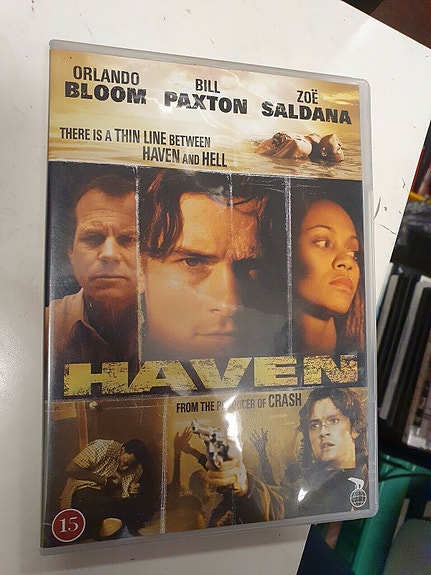 ORLANDO
BLOOM
BILL
PAXTON
ZOË
SALDANA
THERE IS A THIN LINE BETWEEN
HAVEN AND HELL
HAVEN
FROM THE PRODUCER OF CRASH
15